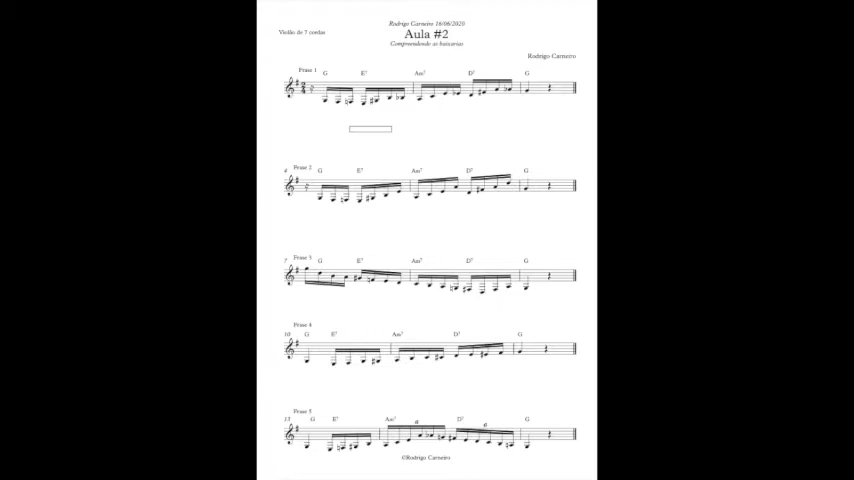 Rodrigo Carneiro 16/06/2020
Aula #2
Violão de 7 cordas
Compreendendo as baixarias
Rodrigo Carneiro
Frase 1
G E7 Am7 D7 G
4 Frase 2
G E7 Am7 D7 G
7 Frase 3
G E7 Am7 D7 G
Frase 4
10 G E7 Am7 D7 G
Frase 5
13 G E7 Am7 D7 G
6 6
©Rodrigo Carneiro